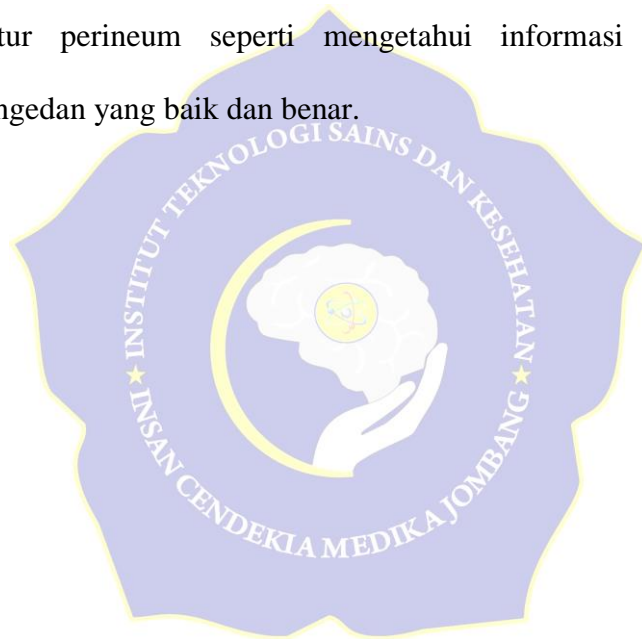 tur perineum seperti mengetahui informasi
ngedan yang baik dan benar.
INSTITUT TEKNOLOGI SAINS DAN KESEHATAN
★ INSAN CENDEKIA MEDIKA JOMBANG ★